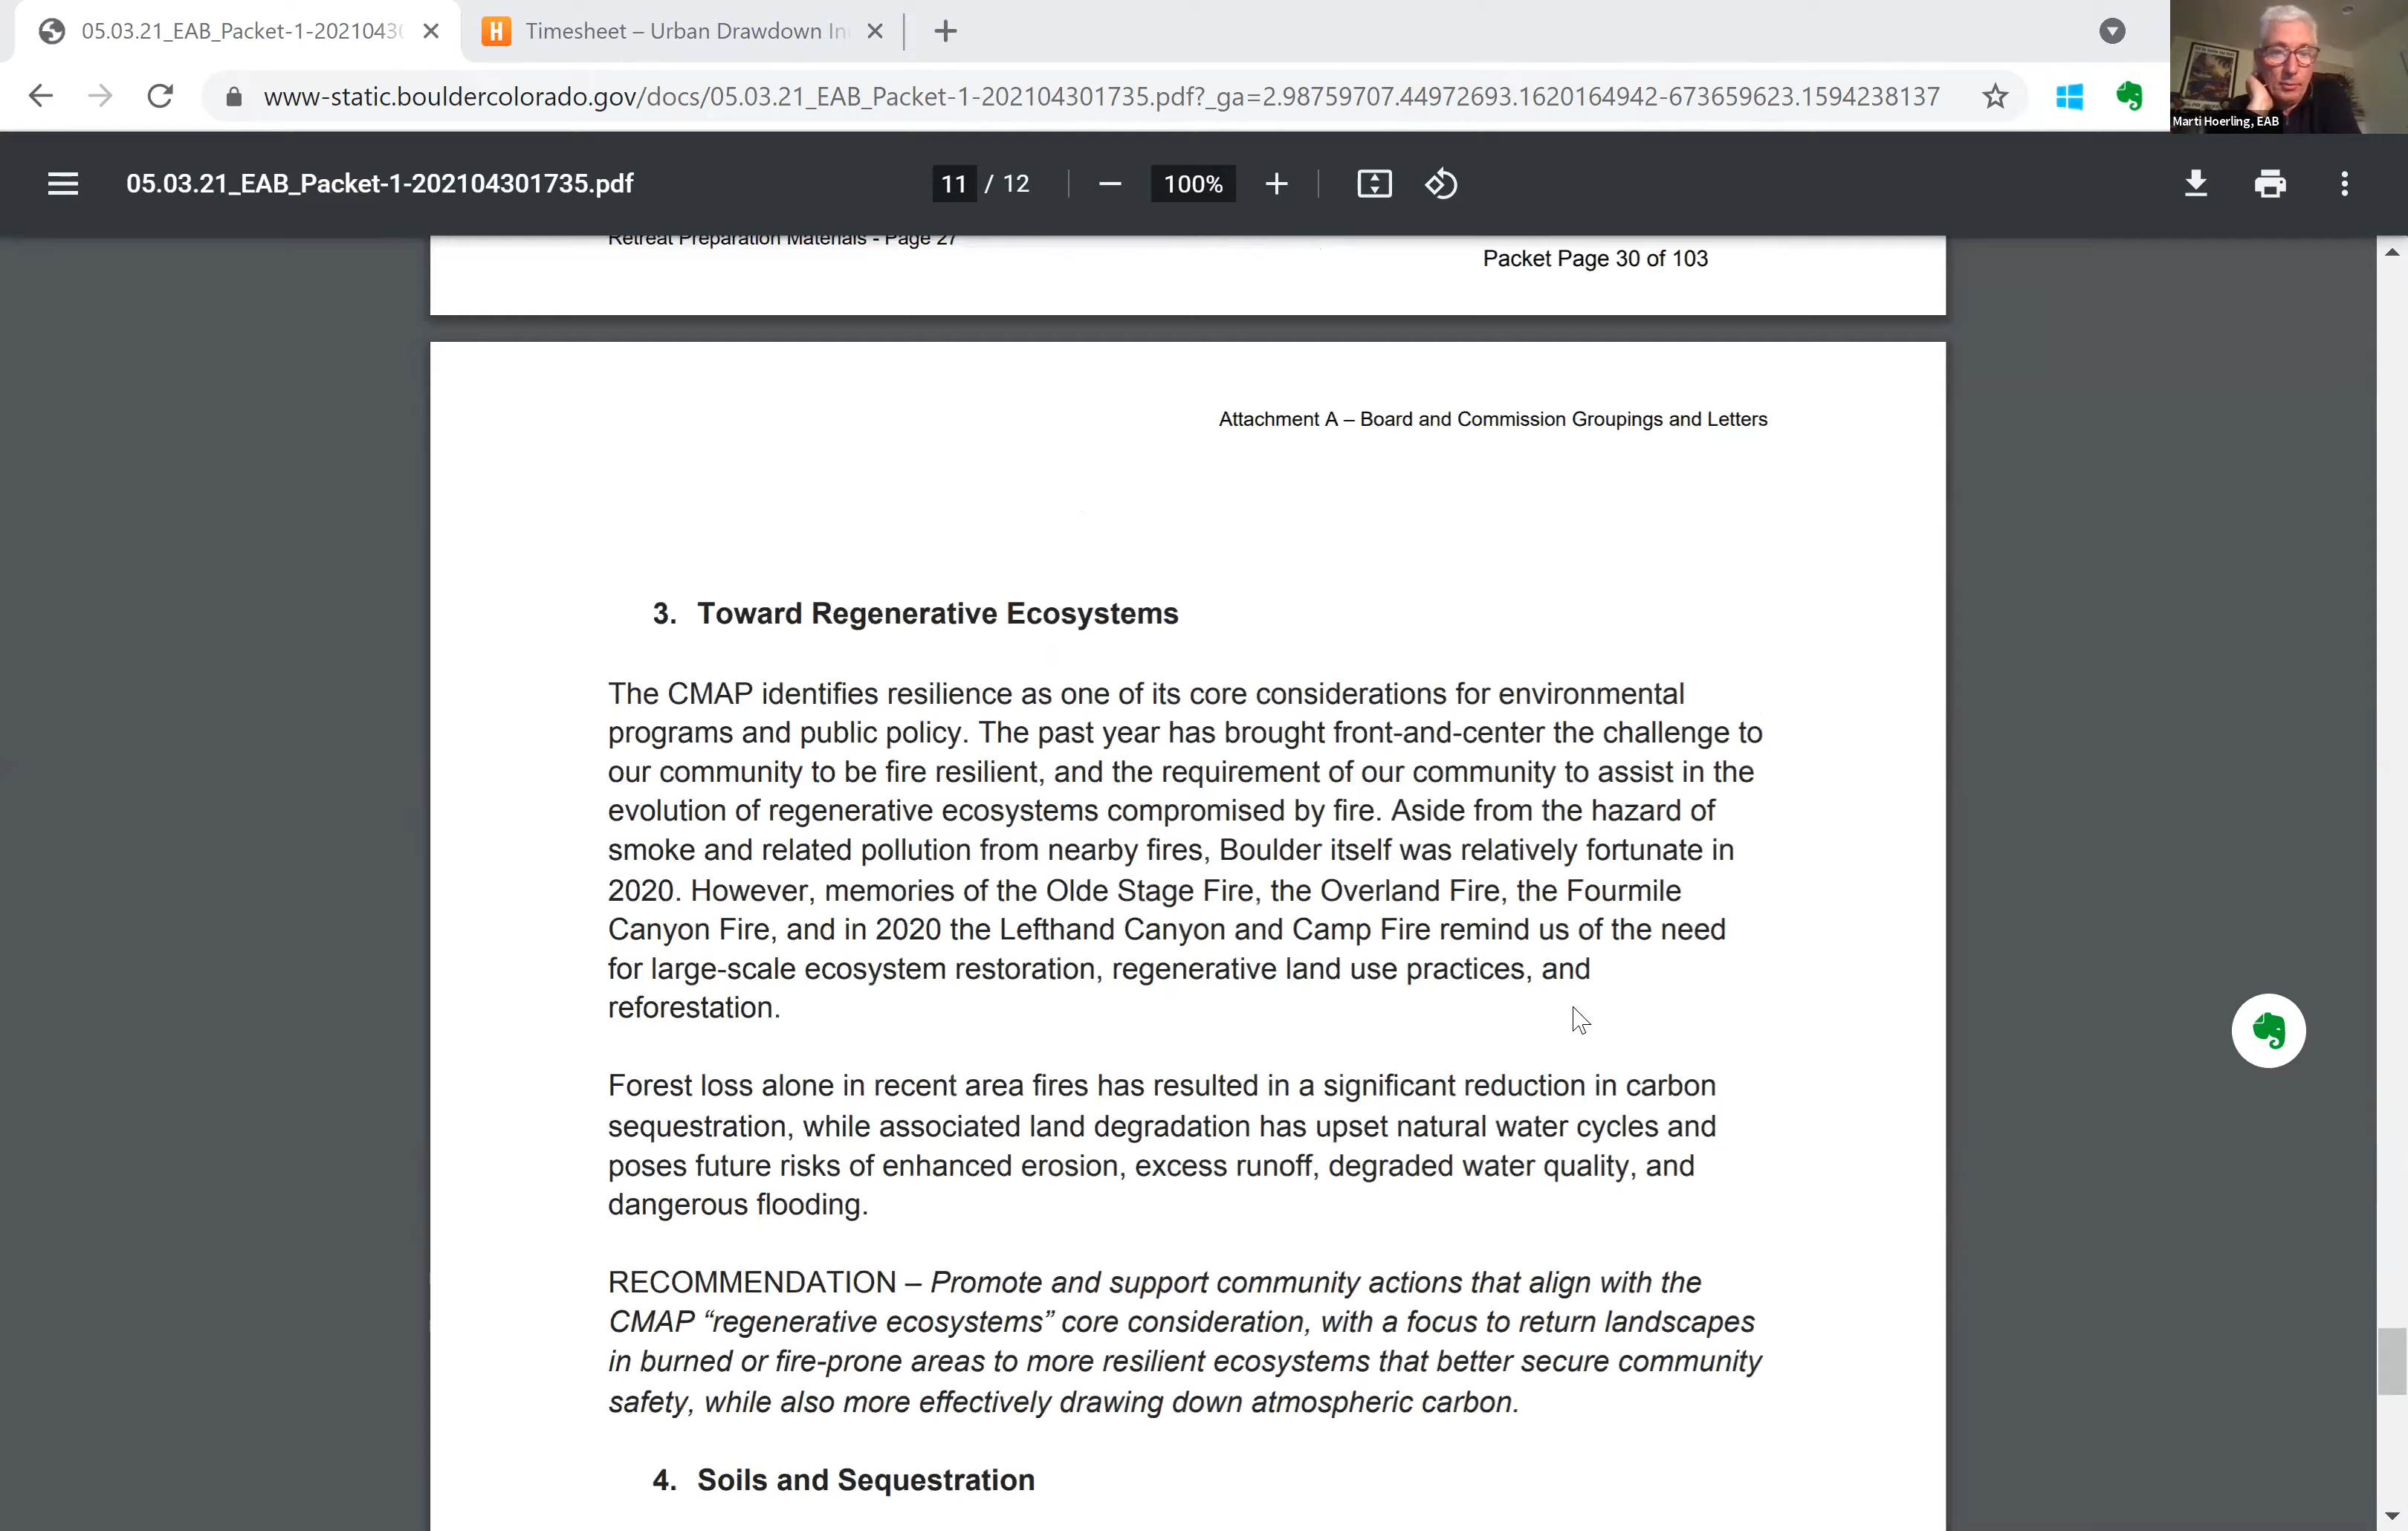 05.03.21_EAB_Packet-1-20210430
H Timesheet – Urban Drawdown In
www-static.bouldercolorado.gov/docs/05.03.21_EAB_Packet-1-202104301735.pdf?_ga=2.98759707.44972693.1620164942-673659623.1594238137
Marti Hoerling, EAB
05.03.21_EAB_Packet-1-202104301735.pdf
11 / 12
100%
Retreat Preparation Materials - Page 27
Packet Page 30 of 103
Attachment A – Board and Commission Groupings and Letters
3. Toward Regenerative Ecosystems
The CMAP identifies resilience as one of its core considerations for environmental
programs and public policy. The past year has brought front-and-center the challenge to
our community to be fire resilient, and the requirement of our community to assist in the
evolution of regenerative ecosystems compromised by fire. Aside from the hazard of
smoke and related pollution from nearby fires, Boulder itself was relatively fortunate in
2020. However, memories of the Olde Stage Fire, the Overland Fire, the Fourmile
Canyon Fire, and in 2020 the Lefthand Canyon and Camp Fire remind us of the need
for large-scale ecosystem restoration, regenerative land use practices, and
reforestation.
Forest loss alone in recent area fires has resulted in a significant reduction in carbon
sequestration, while associated land degradation has upset natural water cycles and
poses future risks of enhanced erosion, excess runoff, degraded water quality, and
dangerous flooding.
RECOMMENDATION – Promote and support community actions that align with the
CMAP “regenerative ecosystems” core consideration, with a focus to return landscapes
in burned or fire-prone areas to more resilient ecosystems that better secure community
safety, while also more effectively drawing down atmospheric carbon.
4. Soils and Sequestration